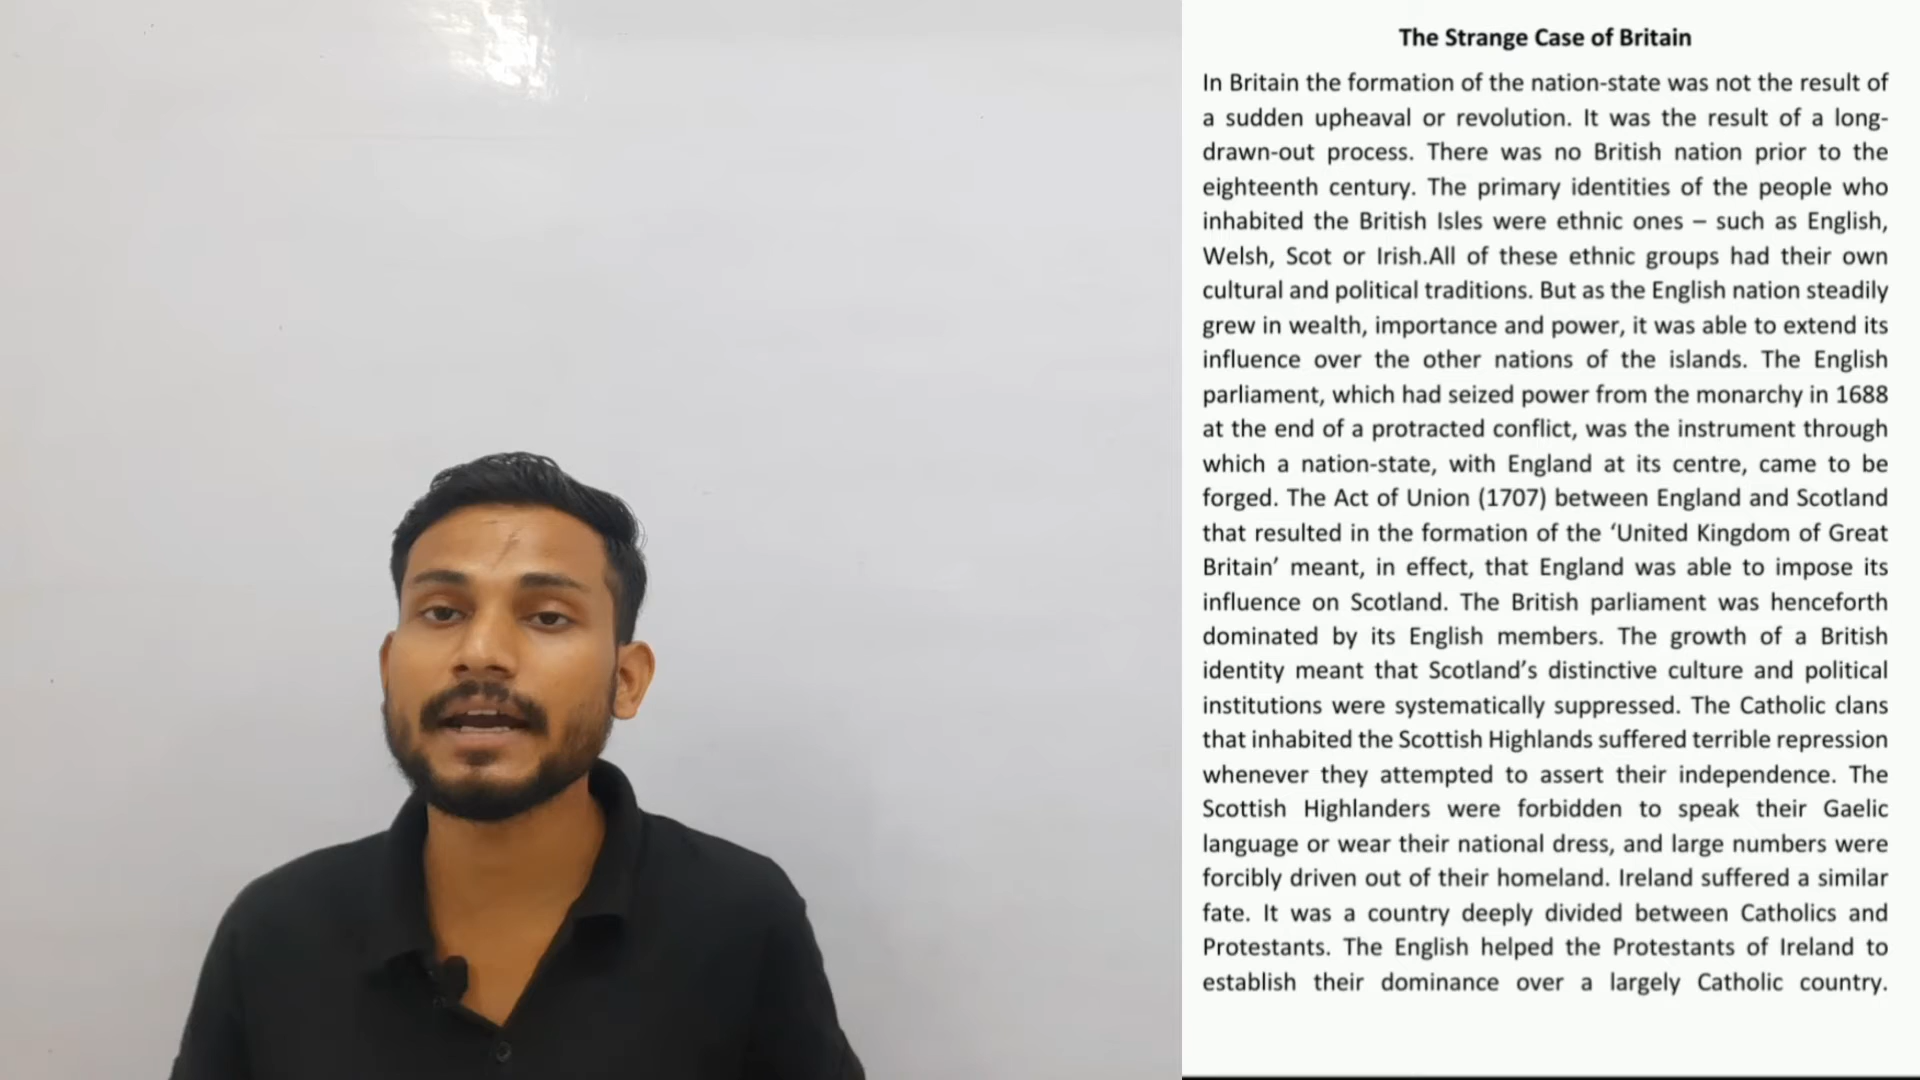 The Strange Case of Britain
In Britain the formation of the nation-state was not the result of
a sudden upheaval or revolution. It was the result of a long-
drawn-out process. There was no British nation prior to the
eighteenth century. The primary identities of the people who
inhabited the British Isles were ethnic ones – such as English,
Welsh, Scot or Irish.All of these ethnic groups had their own
cultural and political traditions. But as the English nation steadily
grew in wealth, importance and power, it was able to extend its
influence over the other nations of the islands. The English
parliament, which had seized power from the monarchy in 1688
at the end of a protracted conflict, was the instrument through
which a nation-state, with England at its centre, came to be
forged. The Act of Union (1707) between England and Scotland
that resulted in the formation of the ‘United Kingdom of Great
Britain’ meant, in effect, that England was able to impose its
influence on Scotland. The British parliament was henceforth
dominated by its English members. The growth of a British
identity meant that Scotland’s distinctive culture and political
institutions were systematically suppressed. The Catholic clans
that inhabited the Scottish Highlands suffered terrible repression
whenever they attempted to assert their independence. The
Scottish Highlanders were forbidden to speak their Gaelic
language or wear their national dress, and large numbers were
forcibly driven out of their homeland. Ireland suffered a similar
fate. It was a country deeply divided between Catholics and
Protestants. The English helped the Protestants of Ireland to
establish their dominance over a largely Catholic country.